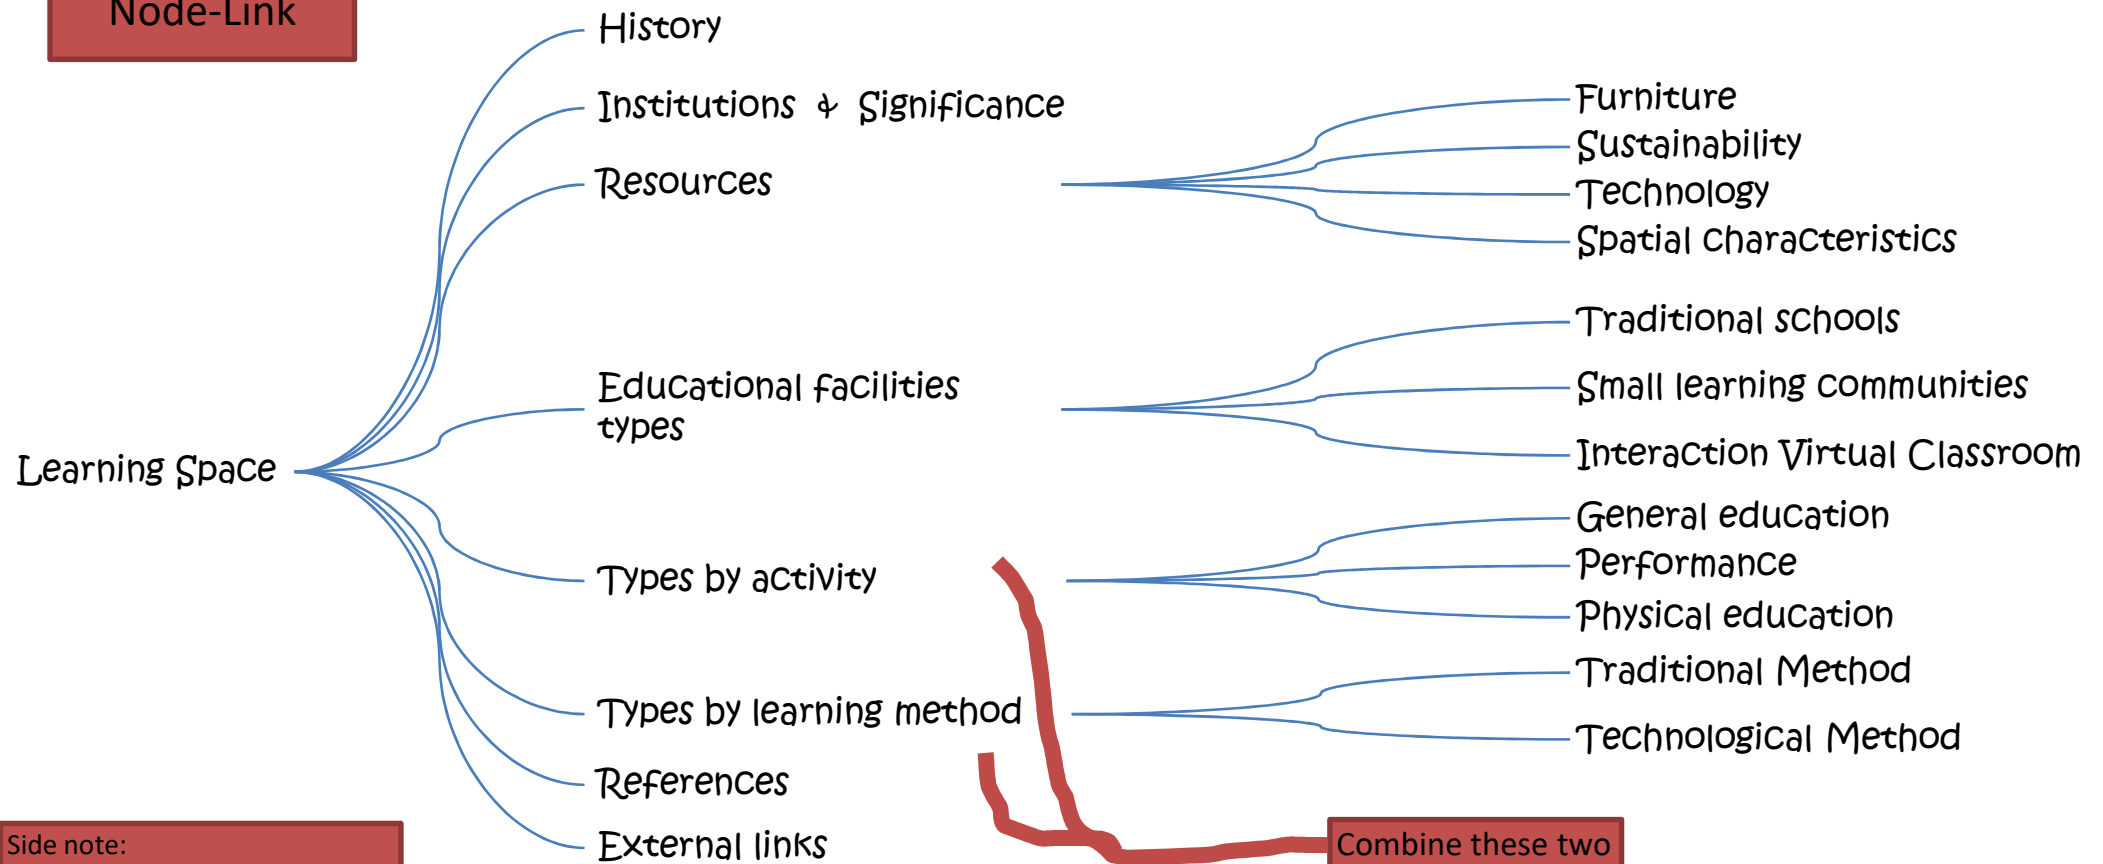 Node-Link
History
Institutions & Significance
Resources
Furniture
Sustainability
Technology
Spatial characteristics
Educational facilities
types
Traditional schools
Small learning communities
Interaction Virtual Classroom
Learning Space
Types by activity
General education
Performance
Physical education
Types by learning method
Traditional Method
Technological Method
References
External links
Side note:
Combine these two